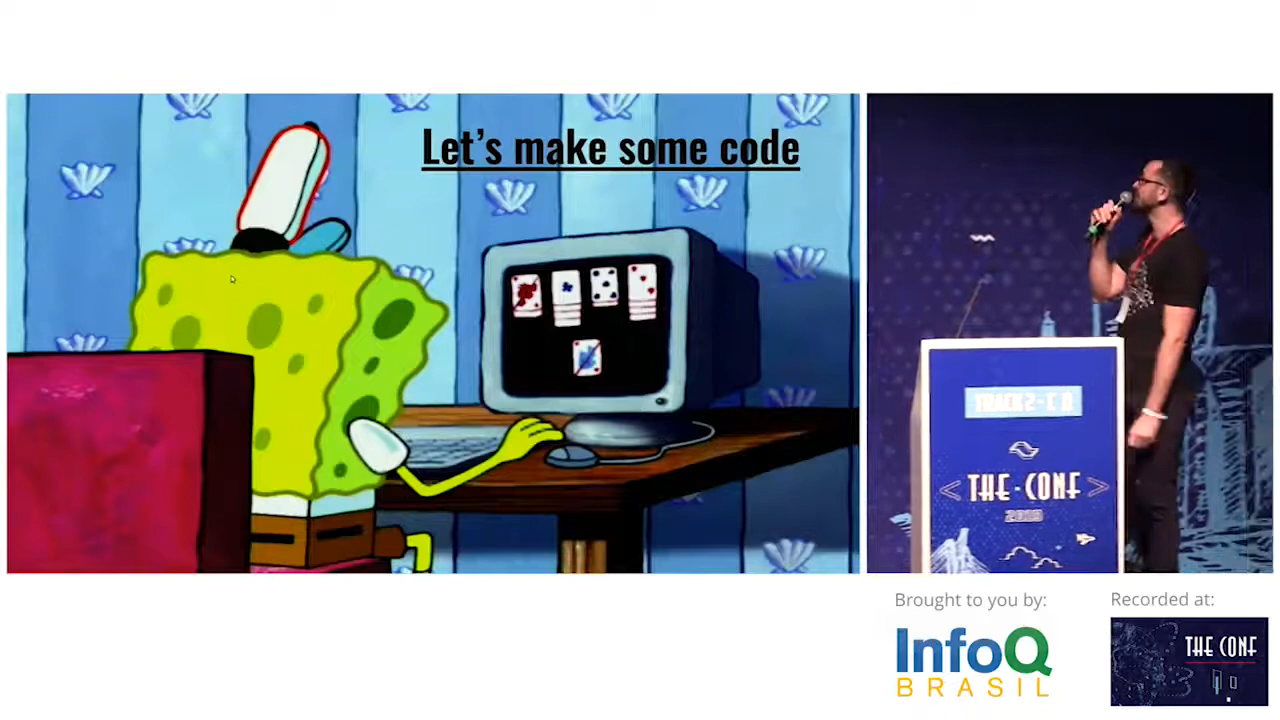 Let's make some code
< THE-CONF >
Brought to you by:
Recorded at:
InfoQ
BRASIL
THE CONF